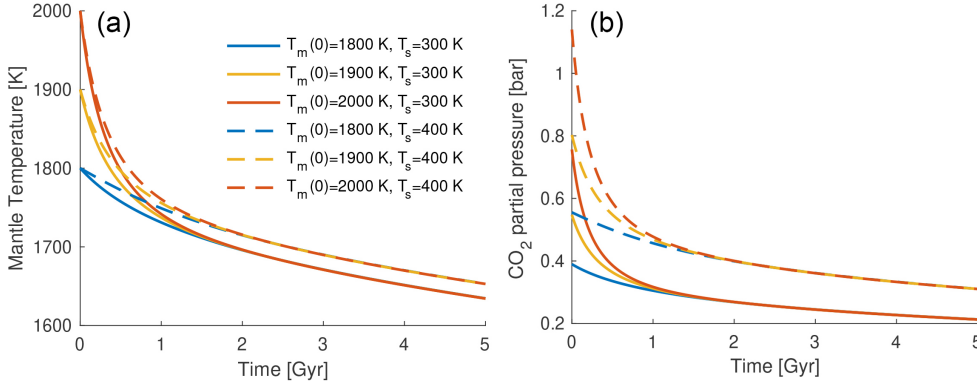 (a)
2000
1900
1800
1700
1600
Mantle Temperature [K]
0 1 2 3 4 5
Time [Gyr]
T_m(0)=1800 K, T_s=300 K
T_m(0)=1900 K, T_s=300 K
T_m(0)=2000 K, T_s=300 K
T_m(0)=1800 K, T_s=400 K
T_m(0)=1900 K, T_s=400 K
T_m(0)=2000 K, T_s=400 K
(b)
1.2
1
0.8
0.6
0.4
0.2
CO_2 partial pressure [bar]
0 1 2 3 4 5
Time [Gyr]